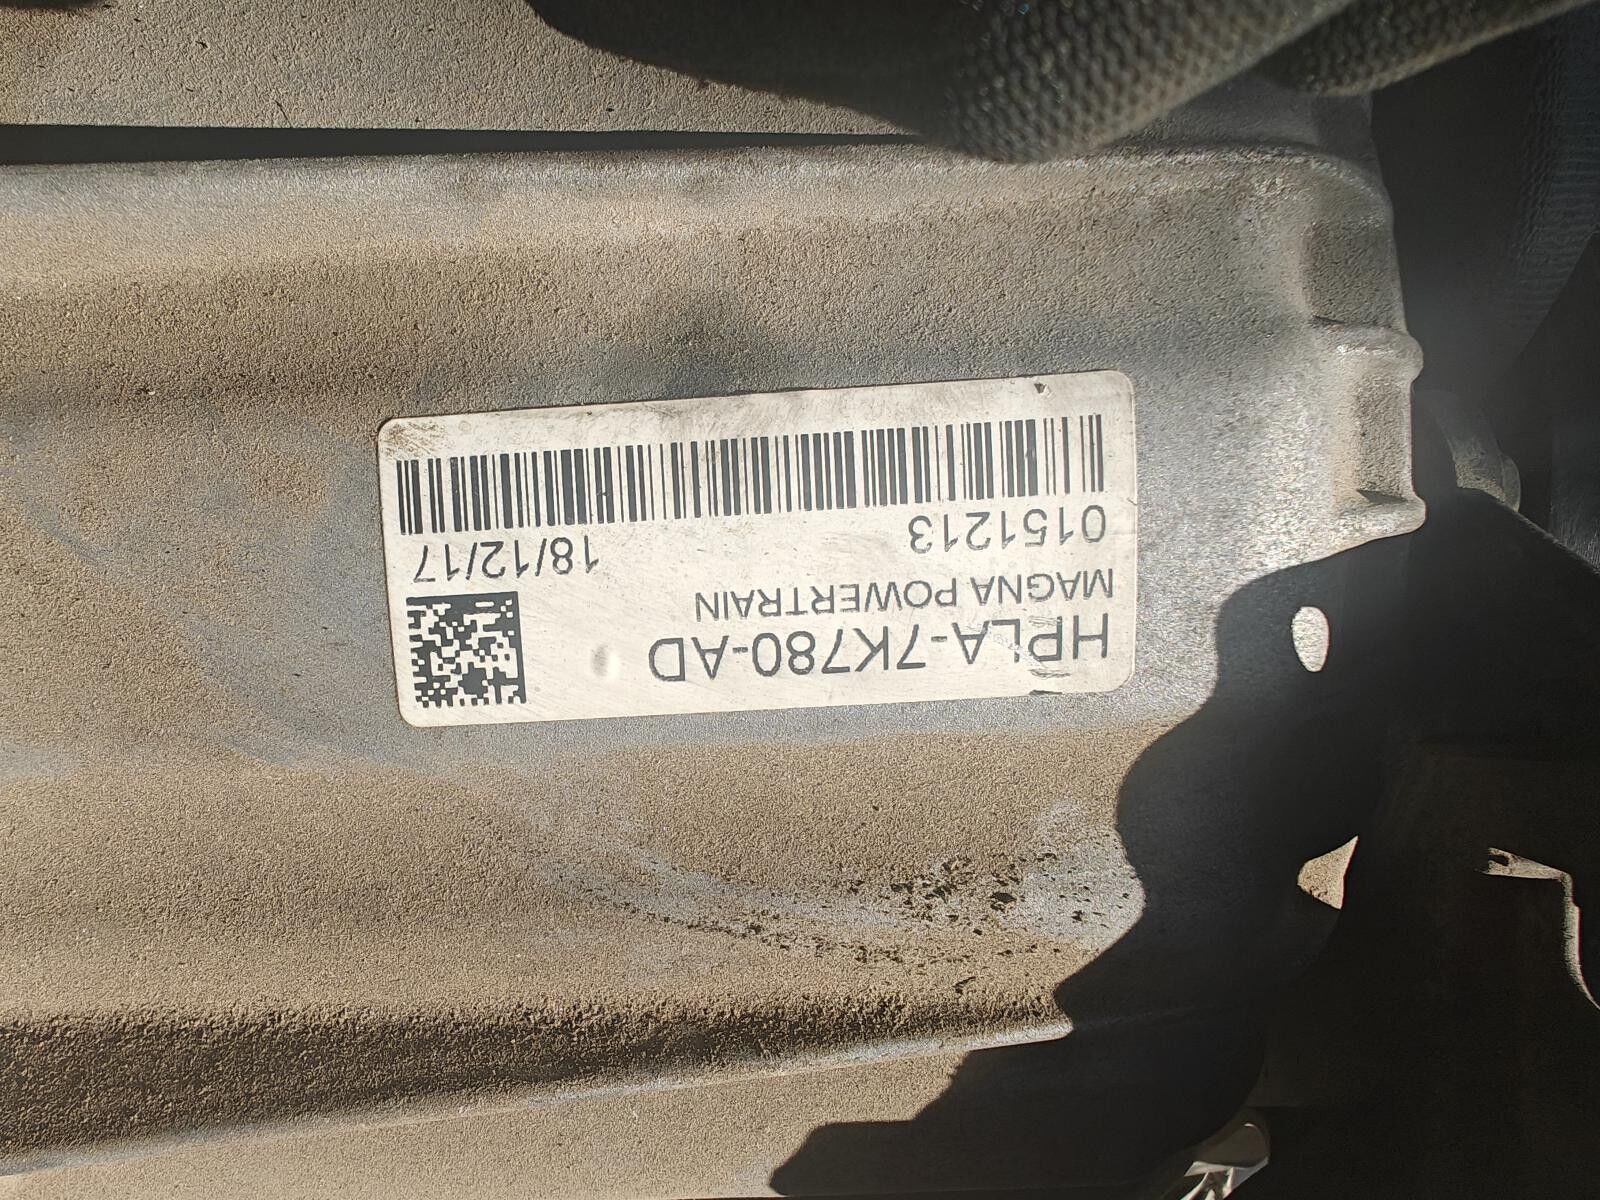 HPLA-7K780-AD
MAGNA POWERTRAIN
0151213 18/12/17